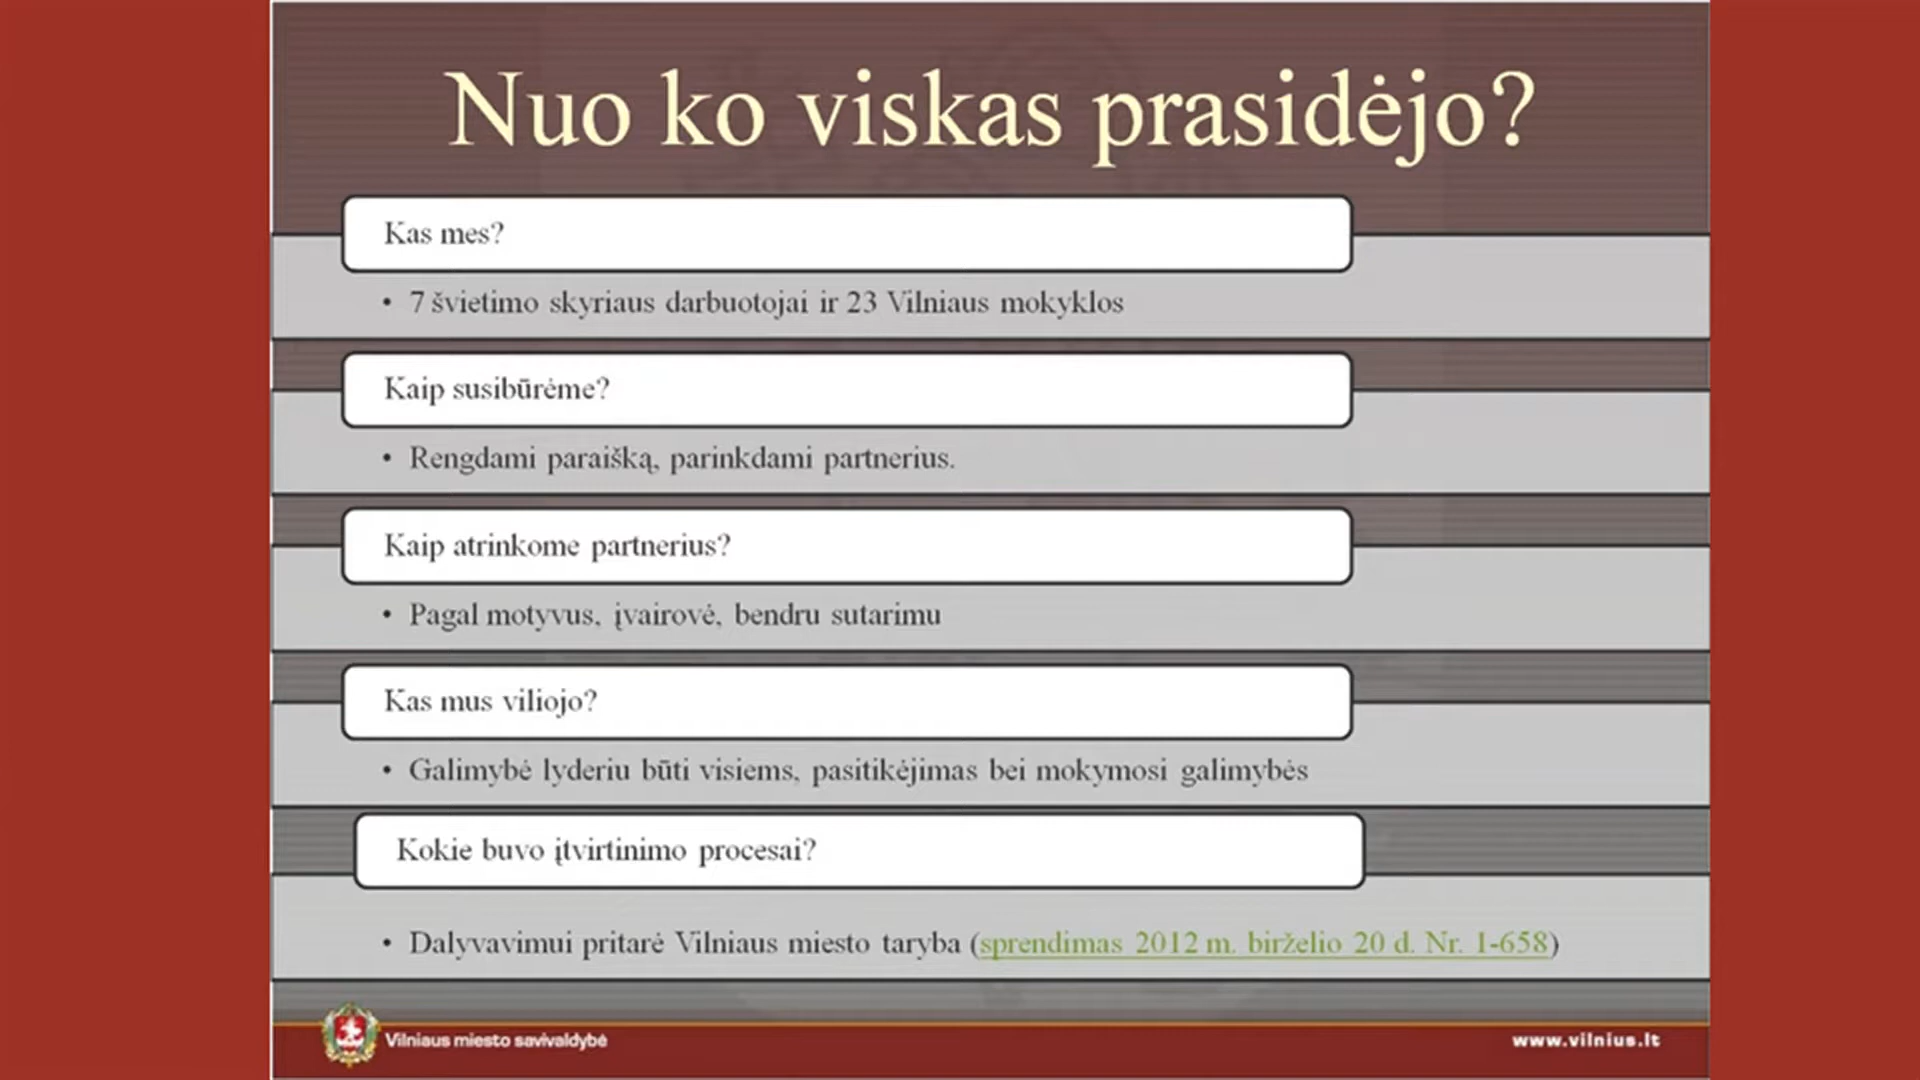 Nuo ko viskas prasidėjo?
Kas mes?
• 7 švietimo skyriaus darbuotojai ir 23 Vilniaus mokyklos
Kaip susibūrėme?
• Rengdami paraišką, parinkdami partnerius.
Kaip atrinkome partnerius?
• Pagal motyvus, įvairovė, bendru sutarimu
Kas mus viliojo?
• Galimybė lyderiu būti visiems, pasitikėjimas bei mokymosi galimybės
Kokie buvo įtvirtinimo procesai?
• Dalyvavimui pritarė Vilniaus miesto taryba (sprendimas 2012 m. birželio 20 d. Nr. 1-658)
Vilniaus miesto savivaldybė
www.vilnius.lt